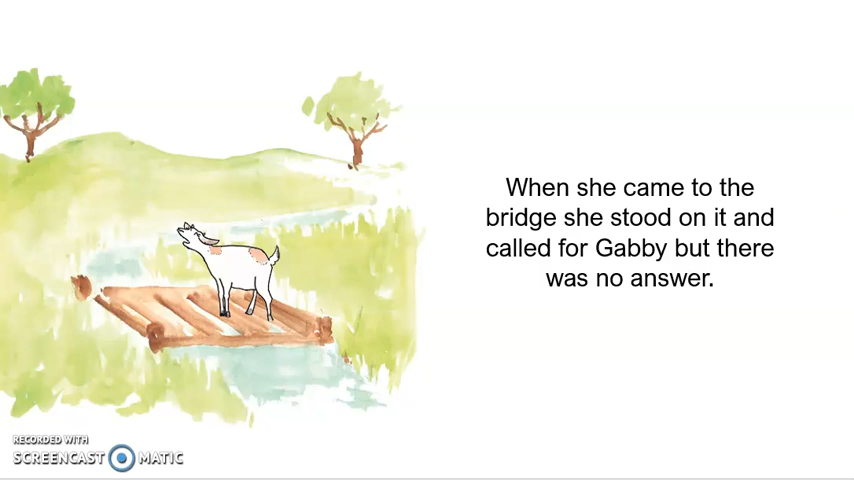 When she came to the
bridge she stood on it and
called for Gabby but there
was no answer.
RECORDED WITH
SCREENCAST MATIC